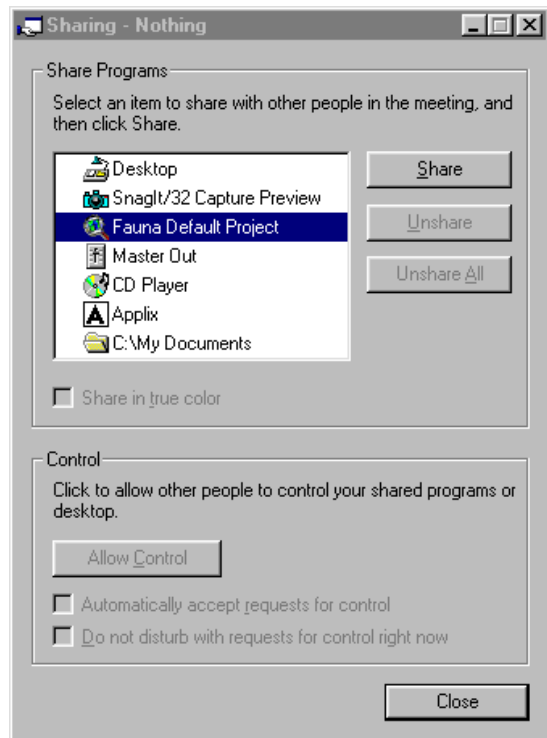 Sharing - Nothing
Share Programs
Select an item to share with other people in the meeting, and
then click Share.
Desktop
SnagIt/32 Capture Preview
Fauna Default Project
Master Out
CD Player
Applix
C:\My Documents
Share
Unshare
Unshare All
Share in true color
Control
Click to allow other people to control your shared programs or
desktop.
Allow Control
Automatically accept requests for control
Do not disturb with requests for control right now
Close